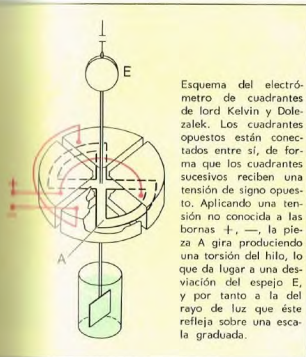 E
+
—
A
Esquema del electró-
metro de cuadrantes
de lord Kelvin y Dole-
zalek. Los cuadrantes
opuestos están conec-
tados entre sí, de for-
ma que los cuadrantes
sucesivos reciben una
tensión de signo opues-
to. Aplicando una ten-
sión no conocida a las
bornas +, —, la pie-
za A gira produciendo
una torsión del hilo, lo
que da lugar a una des-
viación del espejo E,
y por tanto a la del
rayo de luz que éste
refleja sobre una esca-
la graduada.